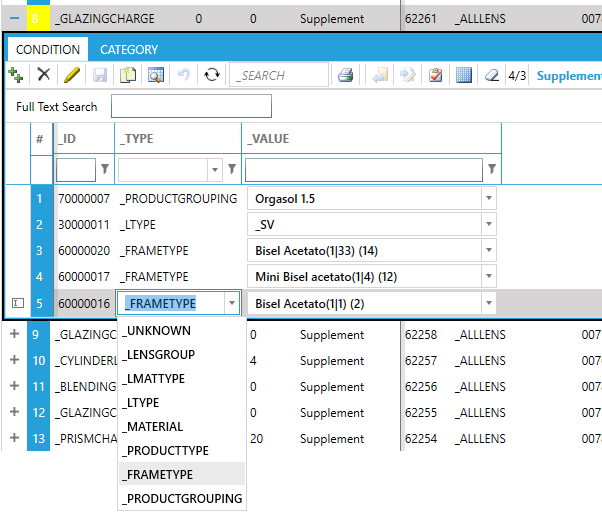 8 _GLAZINGCHARGE 0 0 Supplement 62261 _ALLLENS
CONDITION CATEGORY
_SEARCH 4/3 Supplemen
Full Text Search
# _ID _TYPE _VALUE
1 70000007 _PRODUCTGROUPING Orgasol 1.5
2 30000011 _LTYPE _SV
3 60000020 _FRAMETYPE Bisel Acetato(1|33) (14)
4 60000017 _FRAMETYPE Mini Bisel acetato(1|4) (12)
5 60000016 _FRAMETYPE Bisel Acetato(1|1) (2)
9 _GLAZINGC 0 Supplement 62258 _ALLLENS
10 _CYLINDERL 4 Supplement 62257 _ALLLENS
11 _BLENDING 0 Supplement 62256 _ALLLENS
12 _GLAZINGC 0 Supplement 62255 _ALLLENS
13 _PRISMCHA 20 Supplement 62254 _ALLLENS
_UNKNOWN
_LENSGROUP
_LMATTYPE
_LTYPE
_MATERIAL
_PRODUCTTYPE
_FRAMETYPE
_PRODUCTGROUPING